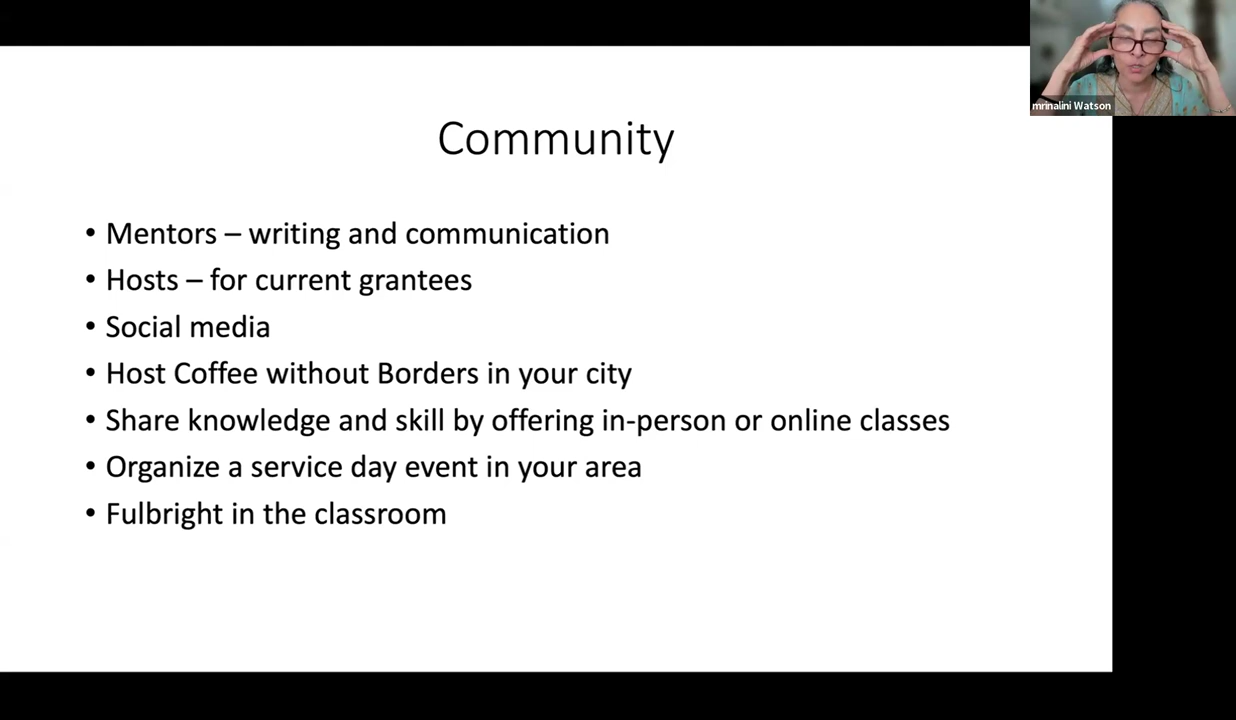 mrinalini Watson
Community
• Mentors – writing and communication
• Hosts – for current grantees
• Social media
• Host Coffee without Borders in your city
• Share knowledge and skill by offering in-person or online classes
• Organize a service day event in your area
• Fulbright in the classroom